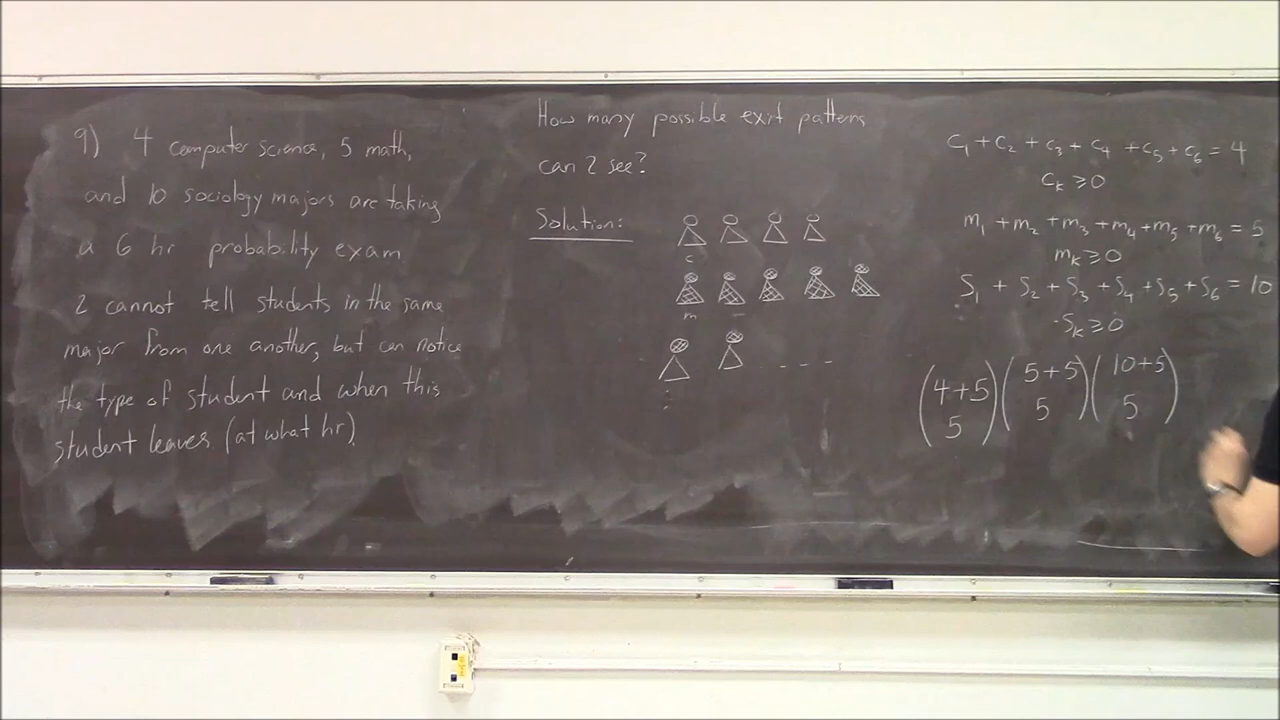 9) 4 computer science, 5 math,
and 10 sociology majors are taking
a 6 hr probability exam
2 cannot tell students in the same
major from one another, but can notice
the type of student and when this
student leaves (at what hr).
How many possible exit patterns
can 2 see?
Solution:
c
m
C₁ + C₂ + C₃ + C₄ + C₅ + C₆ = 4
Cₖ ≥ 0
m₁ + m₂ + m₃ + m₄ + m₅ + m₆ = 5
mₖ ≥ 0
S₁ + S₂ + S₃ + S₄ + S₅ + S₆ = 10
Sₖ ≥ 0
(4+5 5)(5+5 5)(10+5 5)